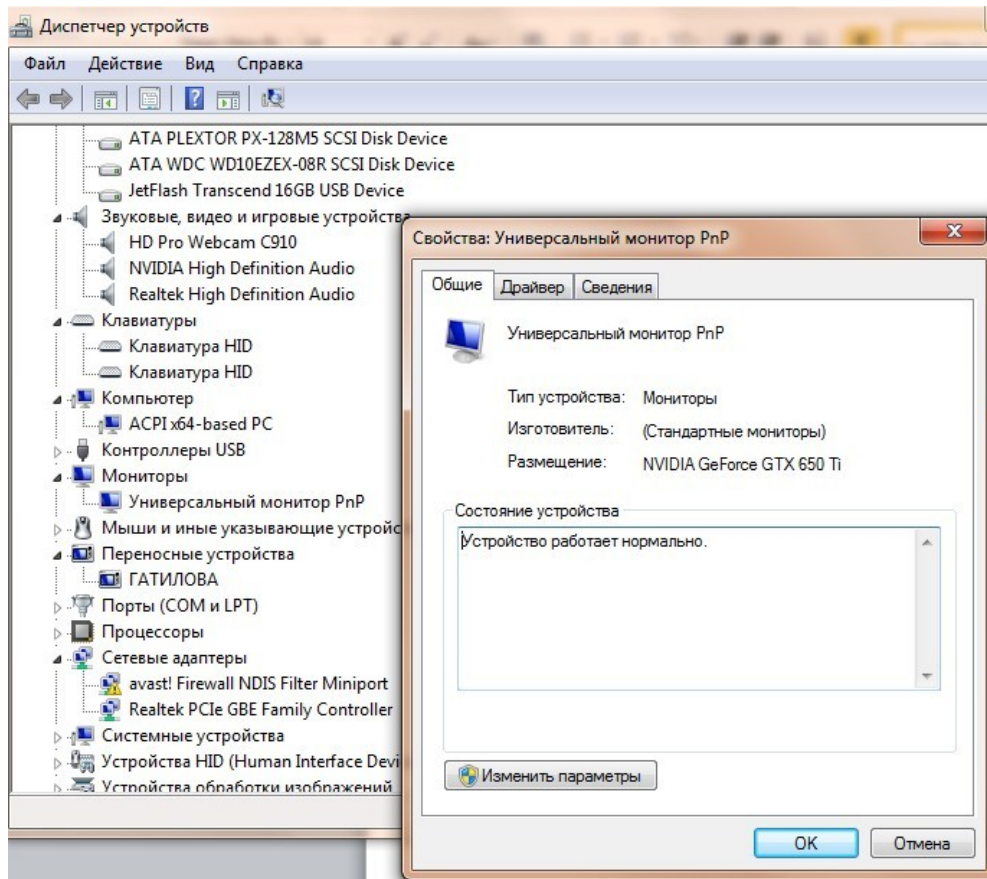 Диспетчер устройств
Файл Действие Вид Справка
ATA PLEXTOR PX-128M5 SCSI Disk Device
ATA WDC WD10EZEX-08R SCSI Disk Device
JetFlash Transcend 16GB USB Device
Звуковые, видео и игровые устройства
HD Pro Webcam C910
NVIDIA High Definition Audio
Realtek High Definition Audio
Клавиатуры
Клавиатура HID
Клавиатура HID
Компьютер
ACPI x64-based PC
Контроллеры USB
Мониторы
Универсальный монитор PnP
Мыши и иные указывающие устройс
Переносные устройства
ГАТИЛОВА
Порты (COM и LPT)
Процессоры
Сетевые адаптеры
avast! Firewall NDIS Filter Miniport
Realtek PCIe GBE Family Controller
Системные устройства
Устройства HID (Human Interface Devi
Устройства обработки изображений
Свойства: Универсальный монитор PnP
Общие Драйвер Сведения
Универсальный монитор PnP
Тип устройства: Мониторы
Изготовитель: (Стандартные мониторы)
Размещение: NVIDIA GeForce GTX 650 Ti
Состояние устройства
Устройство работает нормально.
Изменить параметры
OK Отмена